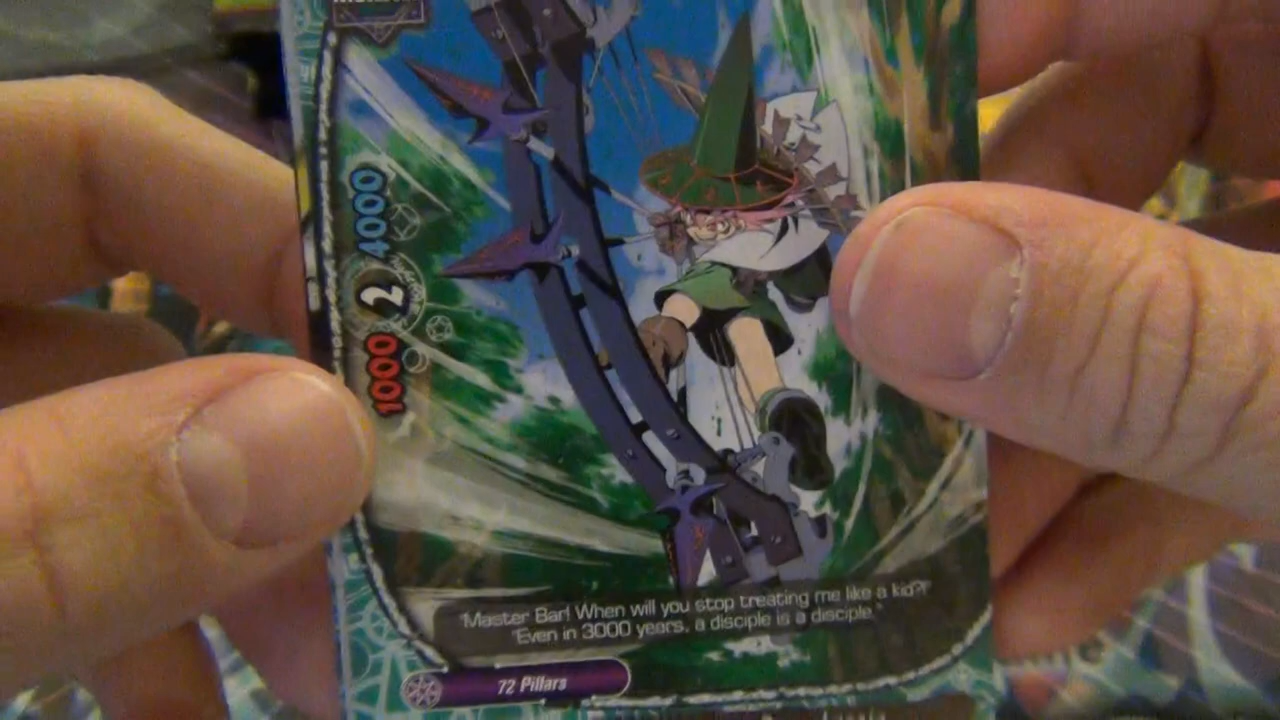 4000
2
1000
"Master Bar! When will you stop treating me like a kid?!"
"Even in 3000 years, a disciple is a disciple."
72 Pillars